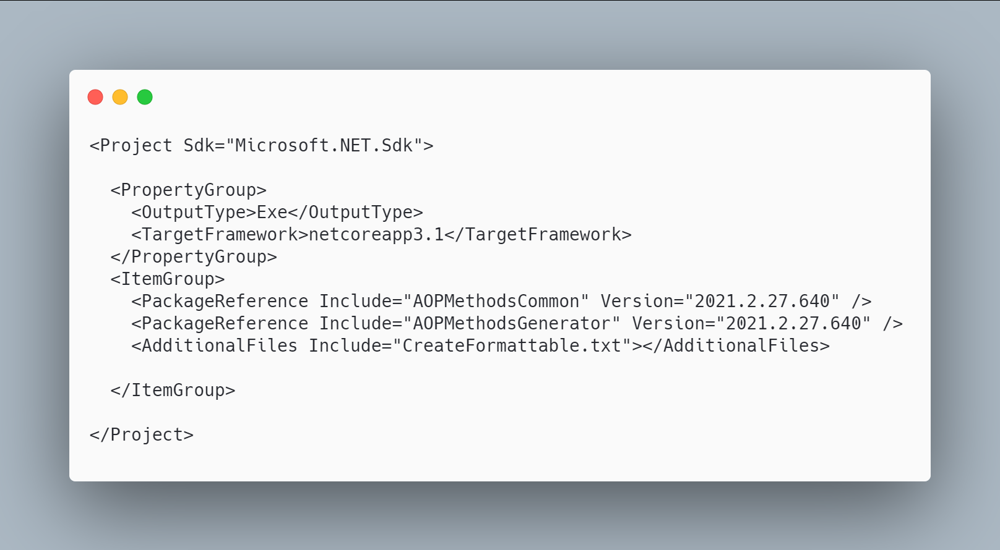 <Project Sdk="Microsoft.NET.Sdk">
<PropertyGroup>
<OutputType>Exe</OutputType>
<TargetFramework>netcoreapp3.1</TargetFramework>
</PropertyGroup>
<ItemGroup>
<PackageReference Include="AOPMethodsCommon" Version="2021.2.27.640" />
<PackageReference Include="AOPMethodsGenerator" Version="2021.2.27.640" />
<AdditionalFiles Include="CreateFormattable.txt"></AdditionalFiles>
</ItemGroup>
</Project>